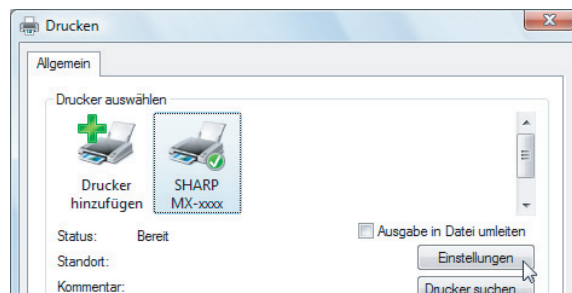 Drucken
Allgemein
Drucker auswählen
Drucker hinzufügen
SHARP MX-xxxx
Status: Bereit
Ausgabe in Datei umleiten
Standort:
Einstellungen
Kommentar:
Drucker suchen